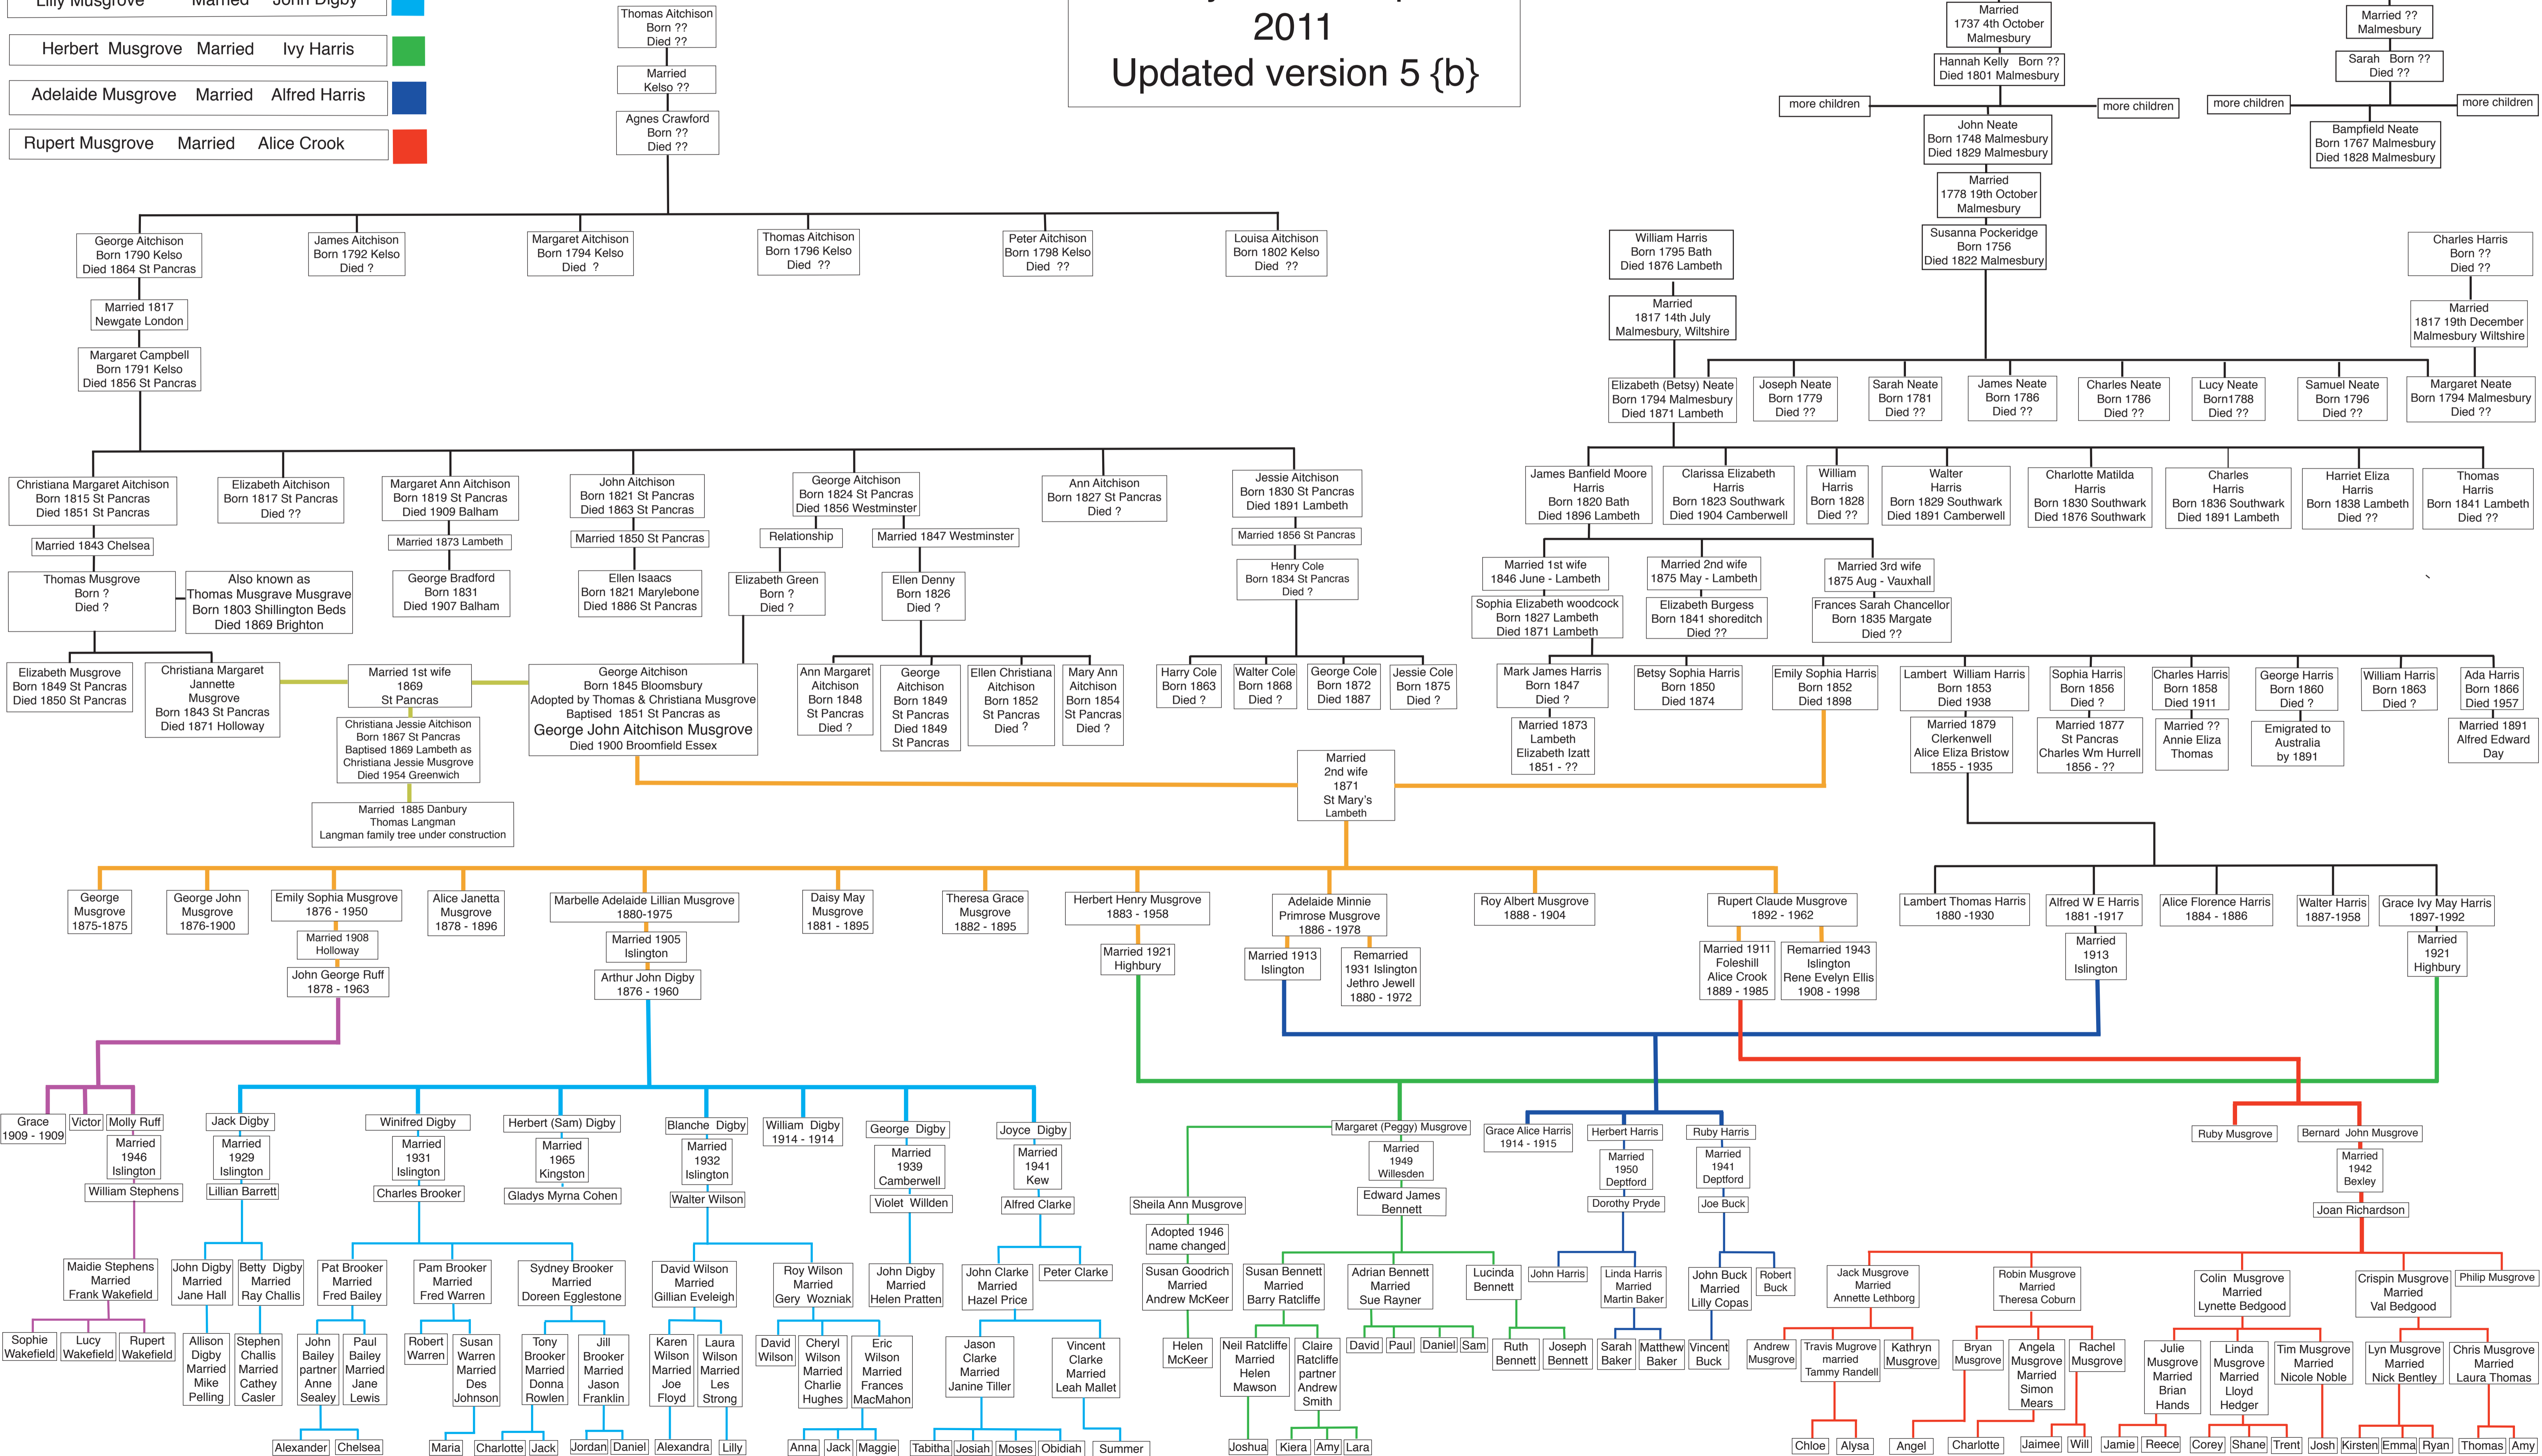 Lilly Musgrove Married John Digby
Herbert Musgrove Married Ivy Harris
Adelaide Musgrove Married Alfred Harris
Rupert Musgrove Married Alice Crook
2011
Updated version 5 {b}
Thomas Aitchison
Born ??
Died ??
Married
Kelso ??
Agnes Crawford
Born ??
Died ??
Married
1737 4th October
Malmesbury
Hannah Kelly Born ??
Died 1801 Malmesbury
more children
more children
John Neate
Born 1748 Malmesbury
Died 1829 Malmesbury
Married
1778 19th October
Malmesbury
Susanna Pockeridge
Born 1756
Died 1822 Malmesbury
Married ??
Malmesbury
Sarah Born ??
Died ??
more children
more children
Bampfield Neate
Born 1767 Malmesbury
Died 1828 Malmesbury
George Aitchison
Born 1790 Kelso
Died 1864 St Pancras
James Aitchison
Born 1792 Kelso
Died ?
Margaret Aitchison
Born 1794 Kelso
Died ?
Thomas Aitchison
Born 1796 Kelso
Died ??
Peter Aitchison
Born 1798 Kelso
Died ??
Louisa Aitchison
Born 1802 Kelso
Died ??
Married 1817
Newgate London
Margaret Campbell
Born 1791 Kelso
Died 1856 St Pancras
William Harris
Born 1795 Bath
Died 1876 Lambeth
Married
1817 14th July
Malmesbury, Wiltshire
Charles Harris
Born ??
Died ??
Married
1817 19th December
Malmesbury Wiltshire
Elizabeth (Betsy) Neate
Born 1794 Malmesbury
Died 1871 Lambeth
Joseph Neate
Born 1779
Died ??
Sarah Neate
Born 1781
Died ??
James Neate
Born 1786
Died ??
Charles Neate
Born 1786
Died ??
Lucy Neate
Born1788
Died ??
Samuel Neate
Born 1796
Died ??
Margaret Neate
Born 1794 Malmesbury
Died ??
Christiana Margaret Aitchison
Born 1815 St Pancras
Died 1851 St Pancras
Elizabeth Aitchison
Born 1817 St Pancras
Died ??
Margaret Ann Aitchison
Born 1819 St Pancras
Died 1909 Balham
John Aitchison
Born 1821 St Pancras
Died 1863 St Pancras
George Aitchison
Born 1824 St Pancras
Died 1856 Westminster
Ann Aitchison
Born 1827 St Pancras
Died ?
Jessie Aitchison
Born 1830 St Pancras
Died 1891 Lambeth
James Banfield Moore
Harris
Born 1820 Bath
Died 1896 Lambeth
Clarissa Elizabeth
Harris
Born 1823 Southwark
Died 1904 Camberwell
William
Harris
Born 1828
Died ??
Walter
Harris
Born 1829 Southwark
Died 1891 Camberwell
Charlotte Matilda
Harris
Born 1830 Southwark
Died 1876 Southwark
Charles
Harris
Born 1836 Southwark
Died 1891 Lambeth
Harriet Eliza
Harris
Born 1838 Lambeth
Died ??
Thomas
Harris
Born 1841 Lambeth
Died ??
Married 1843 Chelsea
Married 1873 Lambeth
Married 1850 St Pancras
Relationship
Married 1847 Westminster
Married 1856 St Pancras
Thomas Musgrove
Born ?
Died ?
Also known as
Thomas Musgrave Musgrave
Born 1803 Shillington Beds
Died 1869 Brighton
George Bradford
Born 1831
Died 1907 Balham
Ellen Isaacs
Born 1821 Marylebone
Died 1886 St Pancras
Elizabeth Green
Born ?
Died ?
Ellen Denny
Born 1826
Died ?
Henry Cole
Born 1834 St Pancras
Died ?
Married 1st wife
1846 June - Lambeth
Married 2nd wife
1875 May - Lambeth
Married 3rd wife
1875 Aug - Vauxhall
Sophia Elizabeth woodcock
Born 1827 Lambeth
Died 1871 Lambeth
Elizabeth Burgess
Born 1841 shoreditch
Died ??
Frances Sarah Chancellor
Born 1835 Margate
Died ??
Elizabeth Musgrove
Born 1849 St Pancras
Died 1850 St Pancras
Christiana Margaret
Jannette
Musgrove
Born 1843 St Pancras
Died 1871 Holloway
Married 1st wife
1869
St Pancras
Christiana Jessie Aitchison
Born 1867 St Pancras
Baptised 1869 Lambeth as
Christiana Jessie Musgrove
Died 1954 Greenwich
Married 1885 Danbury
Thomas Langman
Langman family tree under construction
George Aitchison
Born 1845 Bloomsbury
Adopted by Thomas & Christiana Musgrove
Baptised 1851 St Pancras as
George John Aitchison Musgrove
Died 1900 Broomfield Essex
Ann Margaret
Aitchison
Born 1848
St Pancras
Died ?
George
Aitchison
Born 1849
St Pancras
Died 1849
St Pancras
Ellen Christiana
Aitchison
Born 1852
St Pancras
Died ?
Mary Ann
Aitchison
Born 1854
St Pancras
Died ?
Harry Cole
Born 1863
Died ?
Walter Cole
Born 1868
Died ?
George Cole
Born 1872
Died 1887
Jessie Cole
Born 1875
Died ?
Mark James Harris
Born 1847
Died ?
Betsy Sophia Harris
Born 1850
Died 1874
Emily Sophia Harris
Born 1852
Died 1898
Lambert William Harris
Born 1853
Died 1938
Sophia Harris
Born 1856
Died ?
Charles Harris
Born 1858
Died 1911
George Harris
Born 1860
Died ?
William Harris
Born 1863
Died ?
Ada Harris
Born 1866
Died 1957
Married 1873
Lambeth
Elizabeth Izatt
1851 - ??
Married 1879
Clerkenwell
Alice Eliza Bristow
1855 - 1935
Married 1877
St Pancras
Charles Wm Hurrell
1856 - ??
Married ??
Annie Eliza
Thomas
Emigrated to
Australia
by 1891
Married 1891
Alfred Edward
Day
Married
2nd wife
1871
St Mary's
Lambeth
George
Musgrove
1875-1875
George John
Musgrove
1876-1900
Emily Sophia Musgrove
1876 - 1950
Alice Janetta
Musgrove
1878 - 1896
Marbelle Adelaide Lillian Musgrove
1880-1975
Daisy May
Musgrove
1881 - 1895
Theresa Grace
Musgrove
1882 - 1895
Herbert Henry Musgrove
1883 - 1958
Adelaide Minnie
Primrose Musgrove
1886 - 1978
Roy Albert Musgrove
1888 - 1904
Rupert Claude Musgrove
1892 - 1962
Lambert Thomas Harris
1880 -1930
Alfred W E Harris
1881 -1917
Alice Florence Harris
1884 - 1886
Walter Harris
1887-1958
Grace Ivy May Harris
1897-1992
Married 1908
Holloway
John George Ruff
1878 - 1963
Married 1905
Islington
Arthur John Digby
1876 - 1960
Married 1921
Highbury
Married 1913
Islington
Remarried
1931 Islington
Jethro Jewell
1880 - 1972
Married 1911
Foleshill
Alice Crook
1889 - 1985
Remarried 1943
Islington
Rene Evelyn Ellis
1908 - 1998
Married
1913
Islington
Married
1921
Highbury
Grace
1909 - 1909
Victor
Molly Ruff
Married
1946
Islington
William Stephens
Jack Digby
Married
1929
Islington
Lillian Barrett
Winifred Digby
Married
1931
Islington
Charles Brooker
Herbert (Sam) Digby
Married
1965
Kingston
Gladys Myrna Cohen
Blanche Digby
Married
1932
Islington
Walter Wilson
William Digby
1914 - 1914
George Digby
Married
1939
Camberwell
Violet Willden
Joyce Digby
Married
1941
Kew
Alfred Clarke
Margaret (Peggy) Musgrove
Married
1949
Willesden
Edward James
Bennett
Sheila Ann Musgrove
Adopted 1946
name changed
Grace Alice Harris
1914 - 1915
Herbert Harris
Married
1950
Deptford
Dorothy Pryde
Ruby Harris
Married
1941
Deptford
Joe Buck
Ruby Musgrove
Bernard John Musgrove
Married
1942
Bexley
Joan Richardson
Maidie Stephens
Married
Frank Wakefield
John Digby
Married
Jane Hall
Betty Digby
Married
Ray Challis
Pat Brooker
Married
Fred Bailey
Pam Brooker
Married
Fred Warren
Sydney Brooker
Married
Doreen Egglestone
David Wilson
Married
Gillian Eveleigh
Roy Wilson
Married
Gery Wozniak
John Digby
Married
Helen Pratten
John Clarke
Married
Hazel Price
Peter Clarke
Susan Goodrich
Married
Andrew McKeer
Susan Bennett
Married
Barry Ratcliffe
Adrian Bennett
Married
Sue Rayner
Lucinda
Bennett
John Harris
Linda Harris
Married
Martin Baker
John Buck
Married
Lilly Copas
Robert
Buck
Jack Musgrove
Married
Annette Lethborg
Robin Musgrove
Married
Theresa Coburn
Colin Musgrove
Married
Lynette Bedgood
Crispin Musgrove
Married
Val Bedgood
Philip Musgrove
Sophie
Wakefield
Lucy
Wakefield
Rupert
Wakefield
Allison
Digby
Married
Mike
Pelling
Stephen
Challis
Married
Cathey
Casler
John
Bailey
partner
Anne
Sealey
Paul
Bailey
Married
Jane
Lewis
Robert
Warren
Susan
Warren
Married
Des
Johnson
Tony
Brooker
Married
Donna
Rowlen
Jill
Brooker
Married
Jason
Franklin
Karen
Wilson
Married
Joe
Floyd
Laura
Wilson
Married
Les
Strong
David
Wilson
Cheryl
Wilson
Married
Charlie
Hughes
Eric
Wilson
Married
Frances
MacMahon
Jason
Clarke
Married
Janine Tiller
Vincent
Clarke
Married
Leah Mallet
Helen
McKeer
Neil Ratcliffe
Married
Helen
Mawson
Claire
Ratcliffe
partner
Andrew
Smith
David
Paul
Daniel
Sam
Ruth
Bennett
Joseph
Bennett
Sarah
Baker
Matthew
Baker
Vincent
Buck
Andrew
Musgrove
Travis Mugrove
married
Tammy Randell
Kathryn
Musgrove
Bryan
Musgrove
Angela
Musgrove
Married
Simon
Mears
Rachel
Musgrove
Julie
Musgrove
Married
Brian
Hands
Linda
Musgrove
Married
Lloyd
Hedger
Tim Musgrove
Married
Nicole Noble
Lyn Musgrove
Married
Nick Bentley
Chris Musgrove
Married
Laura Thomas
Alexander
Chelsea
Maria
Charlotte
Jack
Jordan
Daniel
Alexandra
Lilly
Anna
Jack
Maggie
Tabitha
Josiah
Moses
Obidiah
Summer
Joshua
Kiera
Amy
Lara
Chloe
Alysa
Angel
Charlotte
Jaimee
Will
Jamie
Reece
Corey
Shane
Trent
Josh
Kirsten
Emma
Ryan
Thomas
Amy